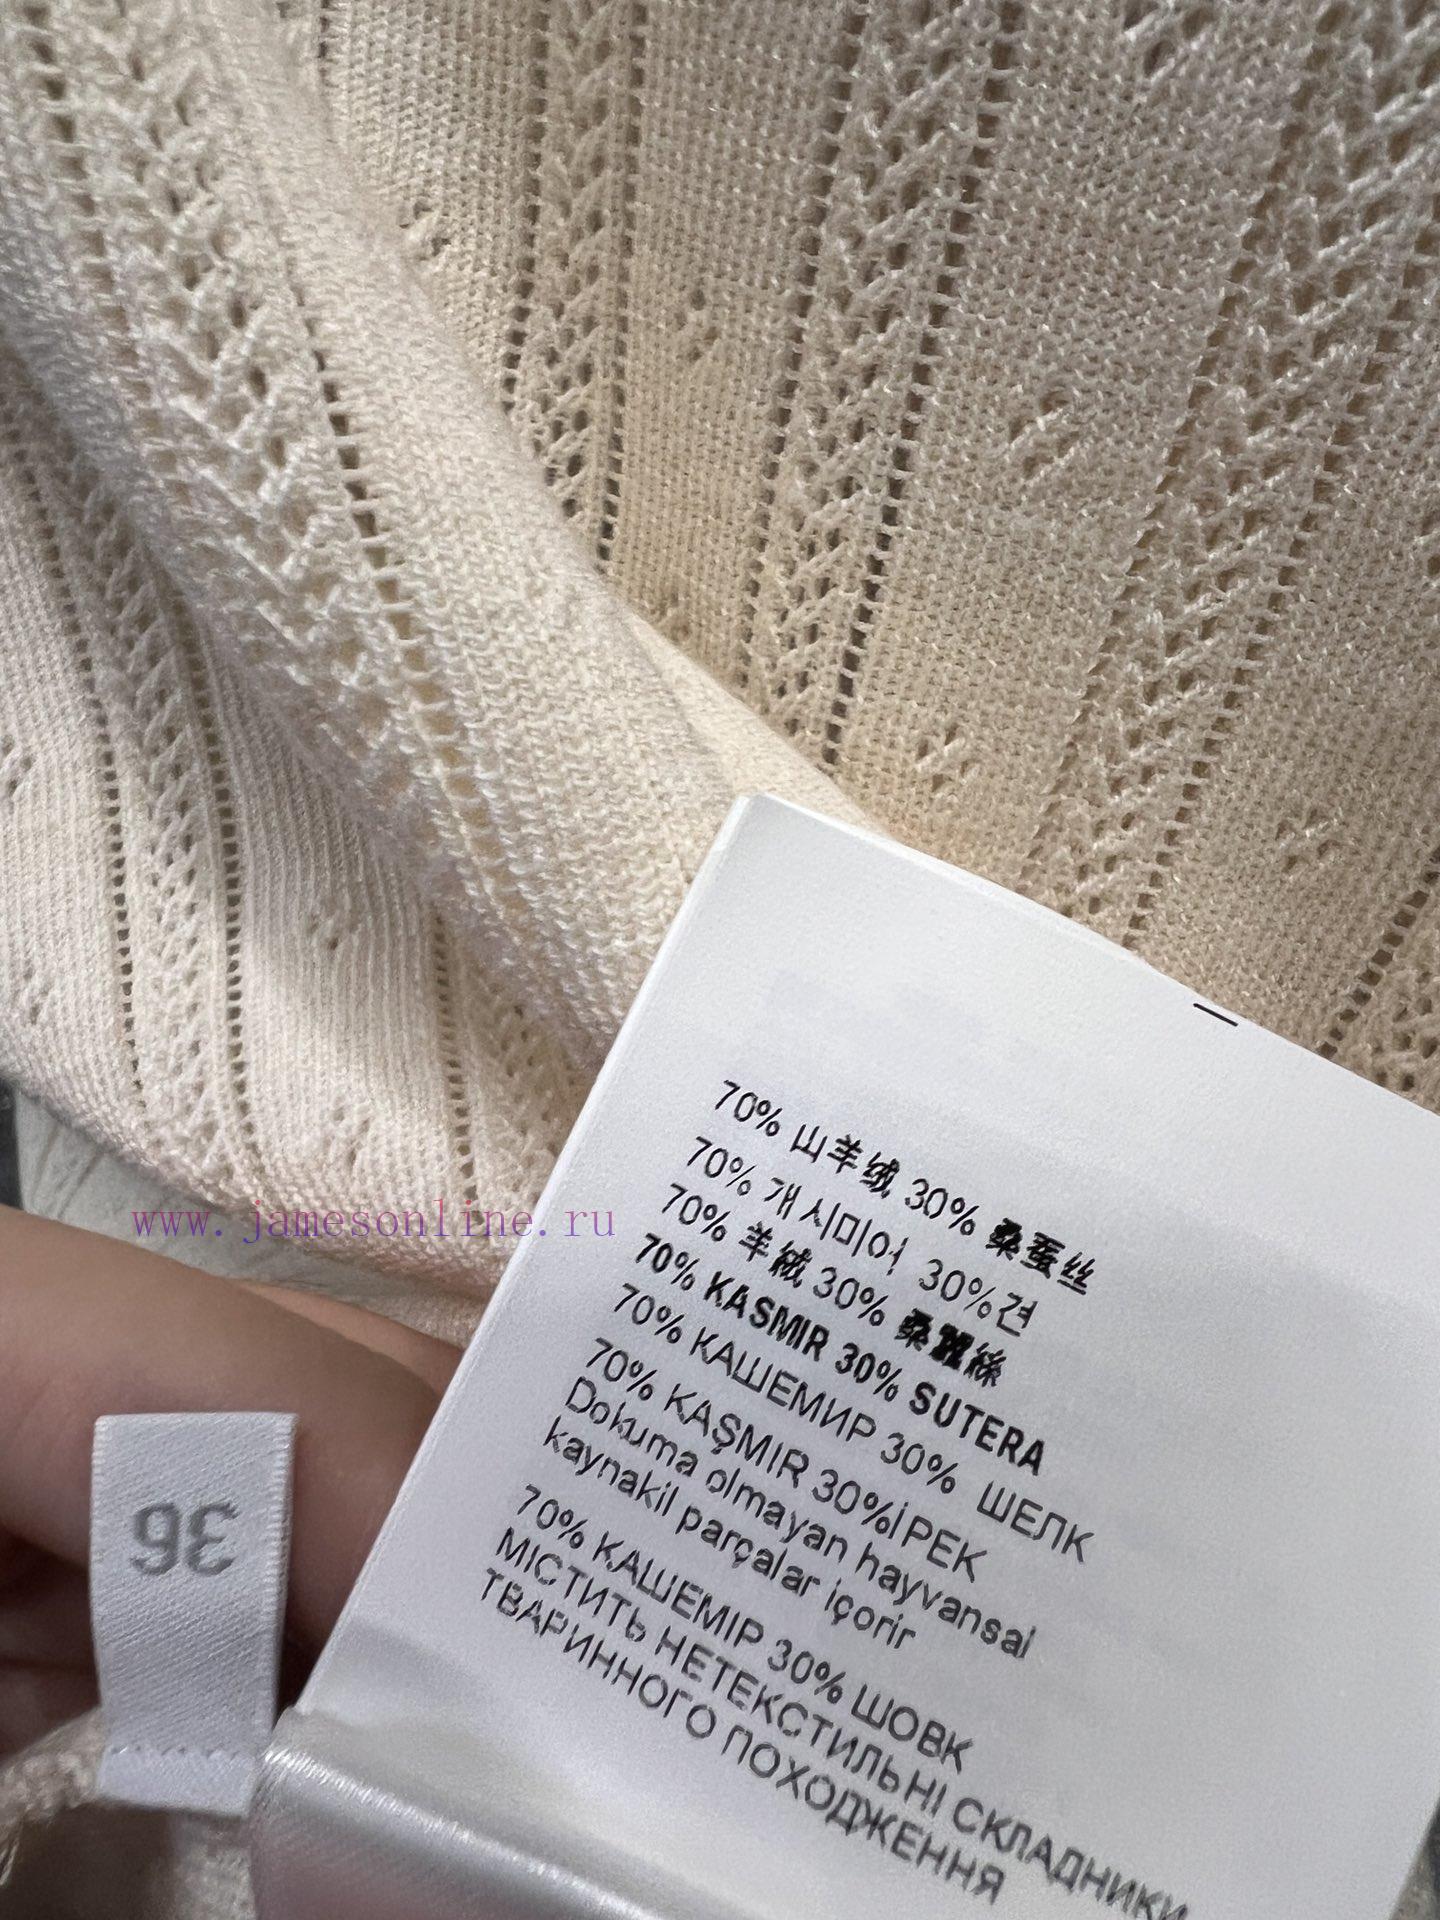 70% 山羊绒 30% 桑蚕丝
70% 개시미어 30%견
70% 羊絨 30% 桑蠶絲
70% KASMIR 30% SUTERA
70% КАШЕМИР 30% ШЕЛК
70% KAŞMIR 30%İPEK
Dokuma olmayan hayvansal
kaynakil parçalar içorir
70% КАШЕМІР 30% ШОВК
МІСТИТЬ НЕТЕКСТИЛЬНІ СКЛАДНИКИ
ТВАРИННОГО ПОХОДЖЕННЯ
36
www.jamesonline.ru